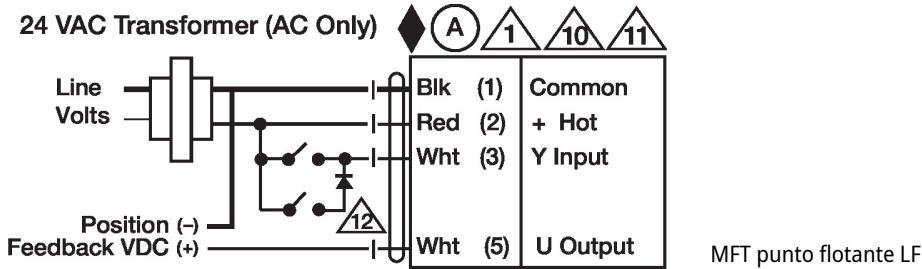 24 VAC Transformer (AC Only)
A 1 10 11
Line
Volts
Blk (1) Common
Red (2) + Hot
Wht (3) Y Input
12
Position (–)
Feedback VDC (+)
Wht (5) U Output
MFT punto flotante LF